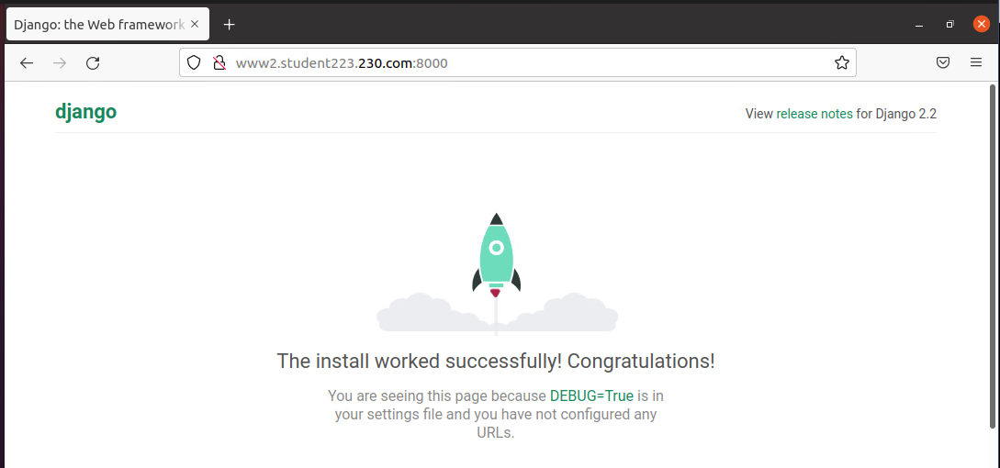 Django: the Web framework
www2.student223.230.com:8000
django
View release notes for Django 2.2
The install worked successfully! Congratulations!
You are seeing this page because DEBUG=True is in
your settings file and you have not configured any
URLs.